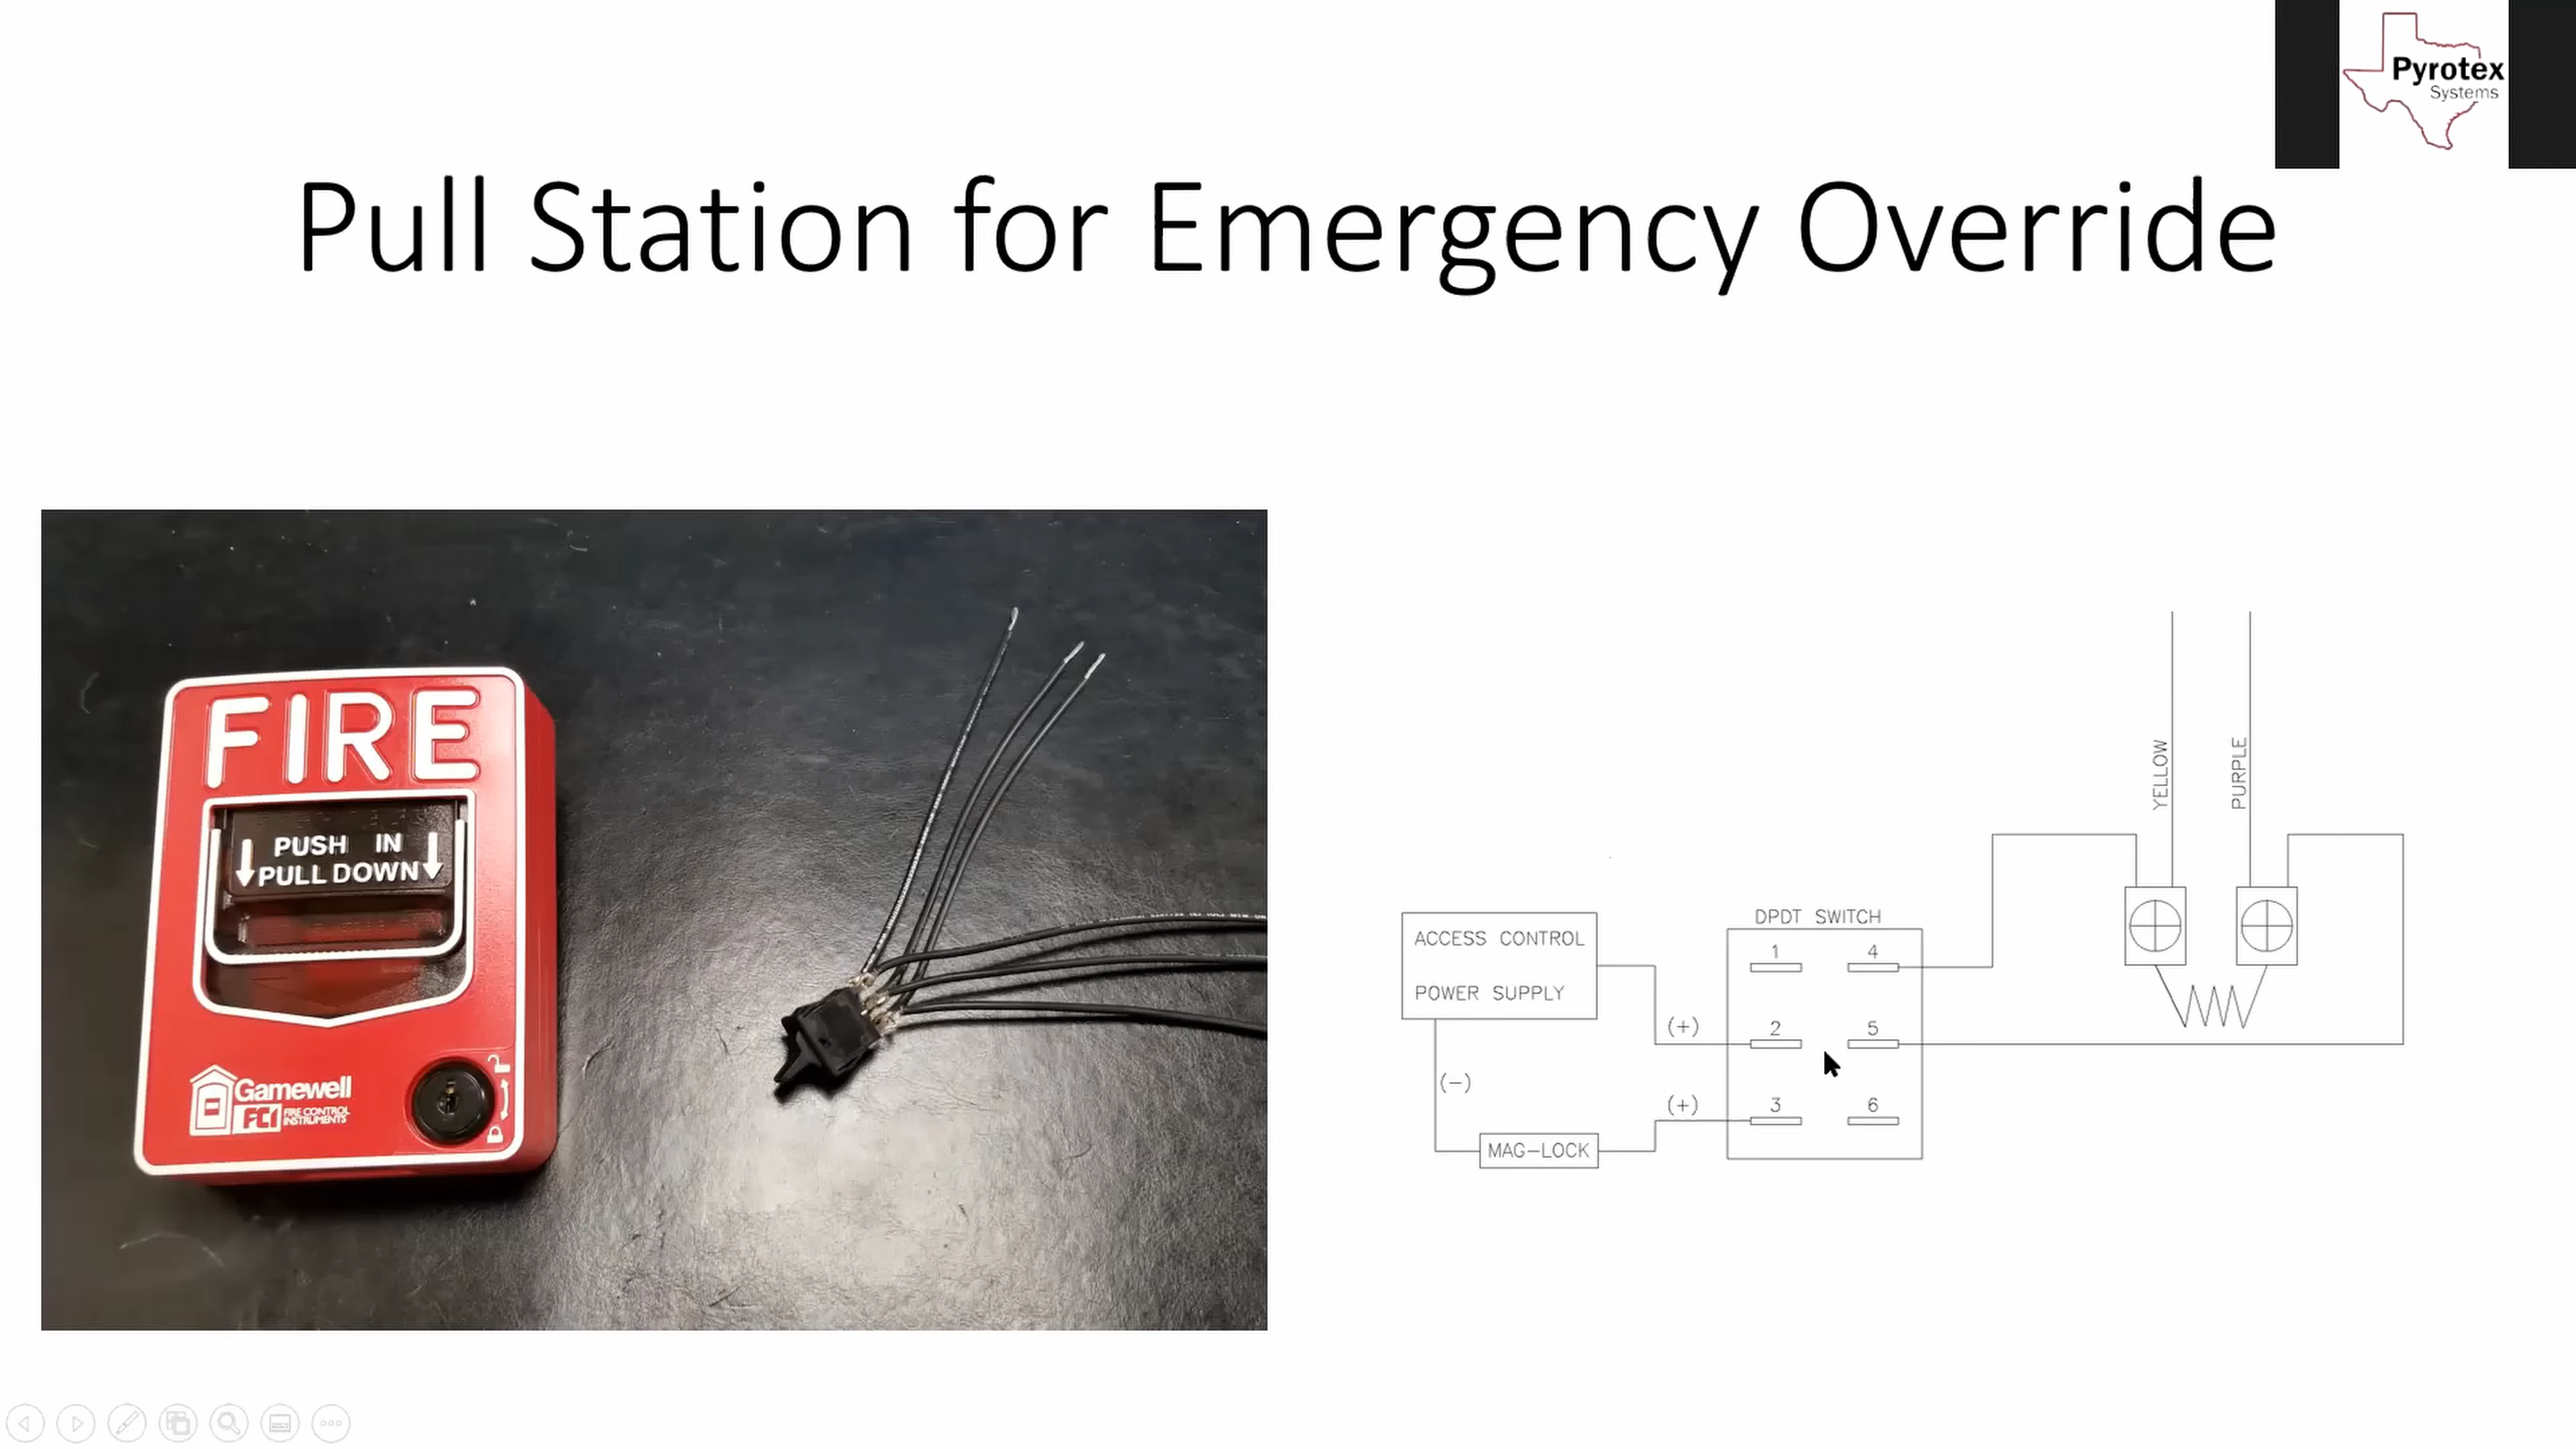 Pyrotex
Systems
Pull Station for Emergency Override
FIRE
PUSH IN
PULL DOWN
Gamewell
FCI FIRE CONTROL
INSTRUMENTS
YELLOW
PURPLE
ACCESS CONTROL
POWER SUPPLY
DPDT SWITCH
1 4
2 5
3 6
(+)
(-)
(+)
MAG-LOCK